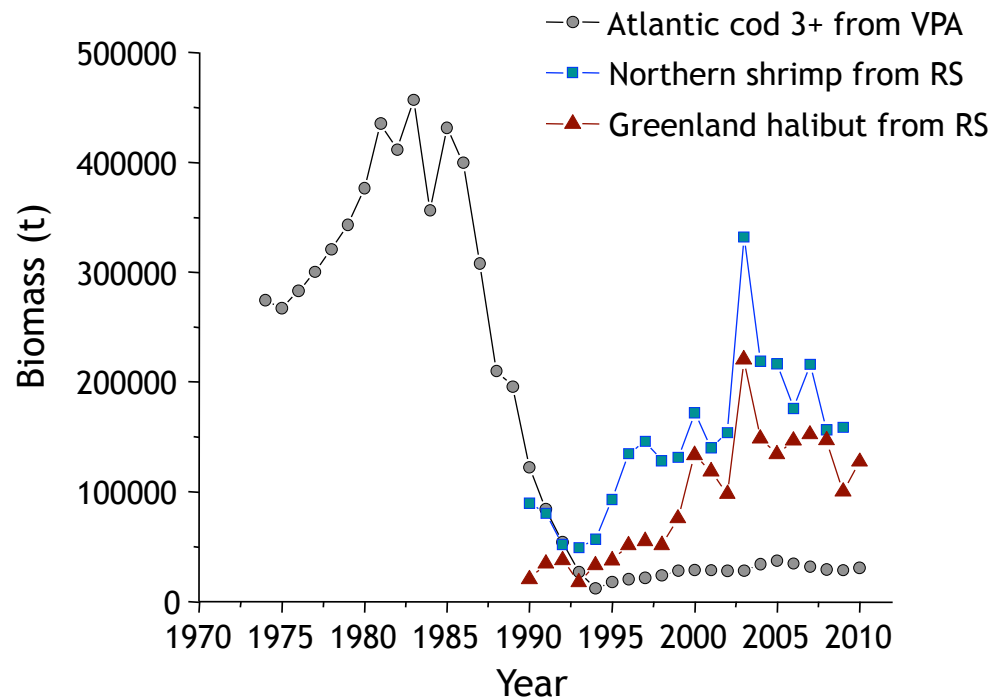 Atlantic cod 3+ from VPA
Northern shrimp from RS
Greenland halibut from RS
500000
400000
300000
200000
100000
0
Biomass (t)
1970 1975 1980 1985 1990 1995 2000 2005 2010
Year